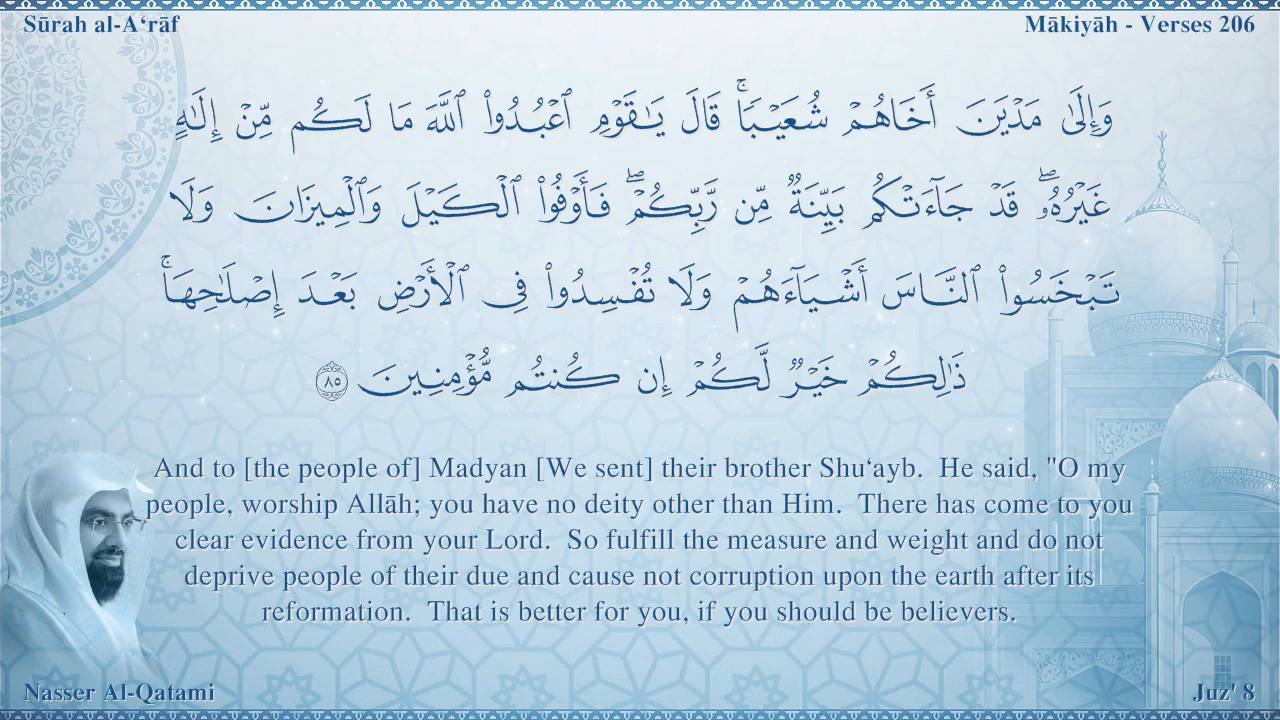 Sūrah al-A‘rāf
Mākiyāh - Verses 206
وَإِلَىٰ مَدْيَنَ أَخَاهُمْ شُعَيْبًا ۚ قَالَ يَـٰقَوْمِ ٱعْبُدُوا۟ ٱللَّهَ مَا لَكُم مِّنْ إِلَـٰهٍ
غَيْرُهُۥ ۖ قَدْ جَآءَتْكُم بَيِّنَةٌ مِّن رَّبِّكُمْ ۖ فَأَوْفُوا۟ ٱلْكَيْلَ وَٱلْمِيزَانَ وَلَا
تَبْخَسُوا۟ ٱلنَّاسَ أَشْيَآءَهُمْ وَلَا تُفْسِدُوا۟ فِى ٱلْأَرْضِ بَعْدَ إِصْلَـٰحِهَا ۚ
ذَٰلِكُمْ خَيْرٌ لَّكُمْ إِن كُنتُم مُّؤْمِنِينَ ٨٥
And to [the people of] Madyan [We sent] their brother Shu‘ayb.  He said, "O my
people, worship Allāh; you have no deity other than Him.  There has come to you
clear evidence from your Lord.  So fulfill the measure and weight and do not
deprive people of their due and cause not corruption upon the earth after its
reformation.  That is better for you, if you should be believers.
Nasser Al-Qatami
Juz' 8